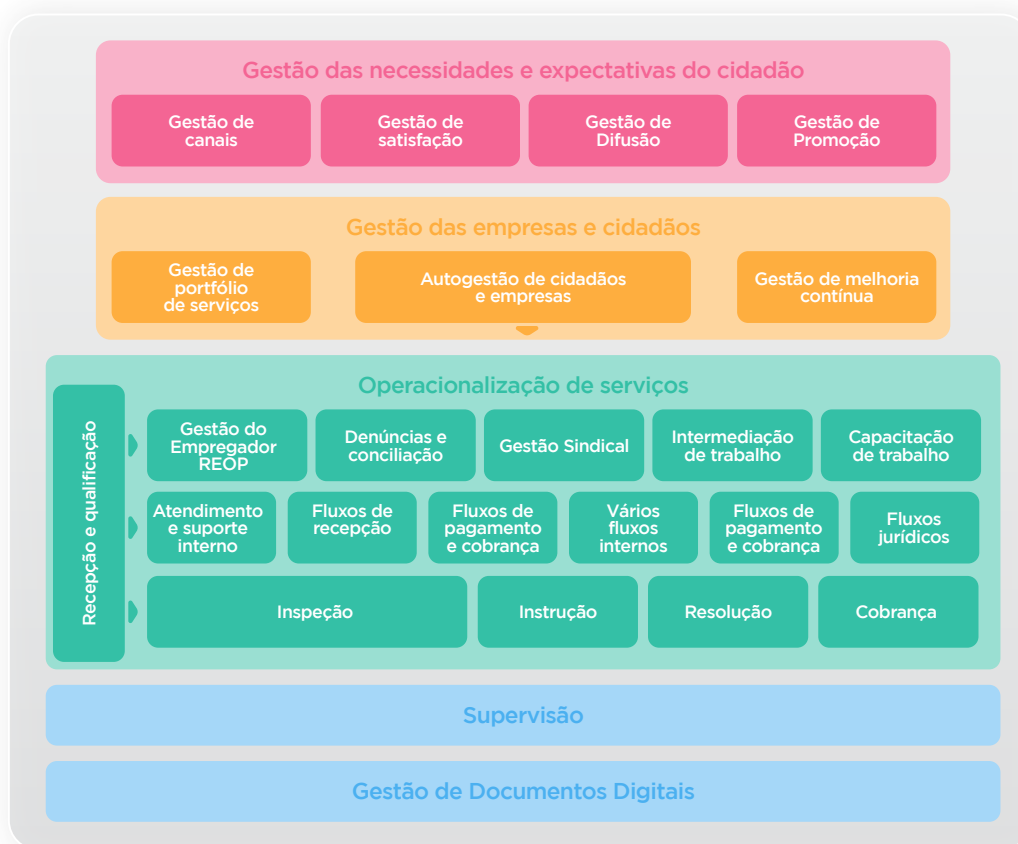 Gestão das necessidades e expectativas do cidadão
Gestão de
canais
Gestão de
satisfação
Gestão de
Difusão
Gestão de
Promoção
Gestão das empresas e cidadãos
Gestão de
portfólio
de serviços
Autogestão de cidadãos
e empresas
Gestão de melhoria
contínua
Operacionalização de serviços
Recepção e qualificação
Gestão do
Empregador
REOP
Denúncias e
conciliação
Gestão Sindical
Intermediação
de trabalho
Capacitação
de trabalho
Atendimento
e suporte
interno
Fluxos de
recepção
Fluxos de
pagamento
e cobrança
Vários
fluxos
internos
Fluxos de
pagamento
e cobrança
Fluxos
jurídicos
Inspeção
Instrução
Resolução
Cobrança
Supervisão
Gestão de Documentos Digitais